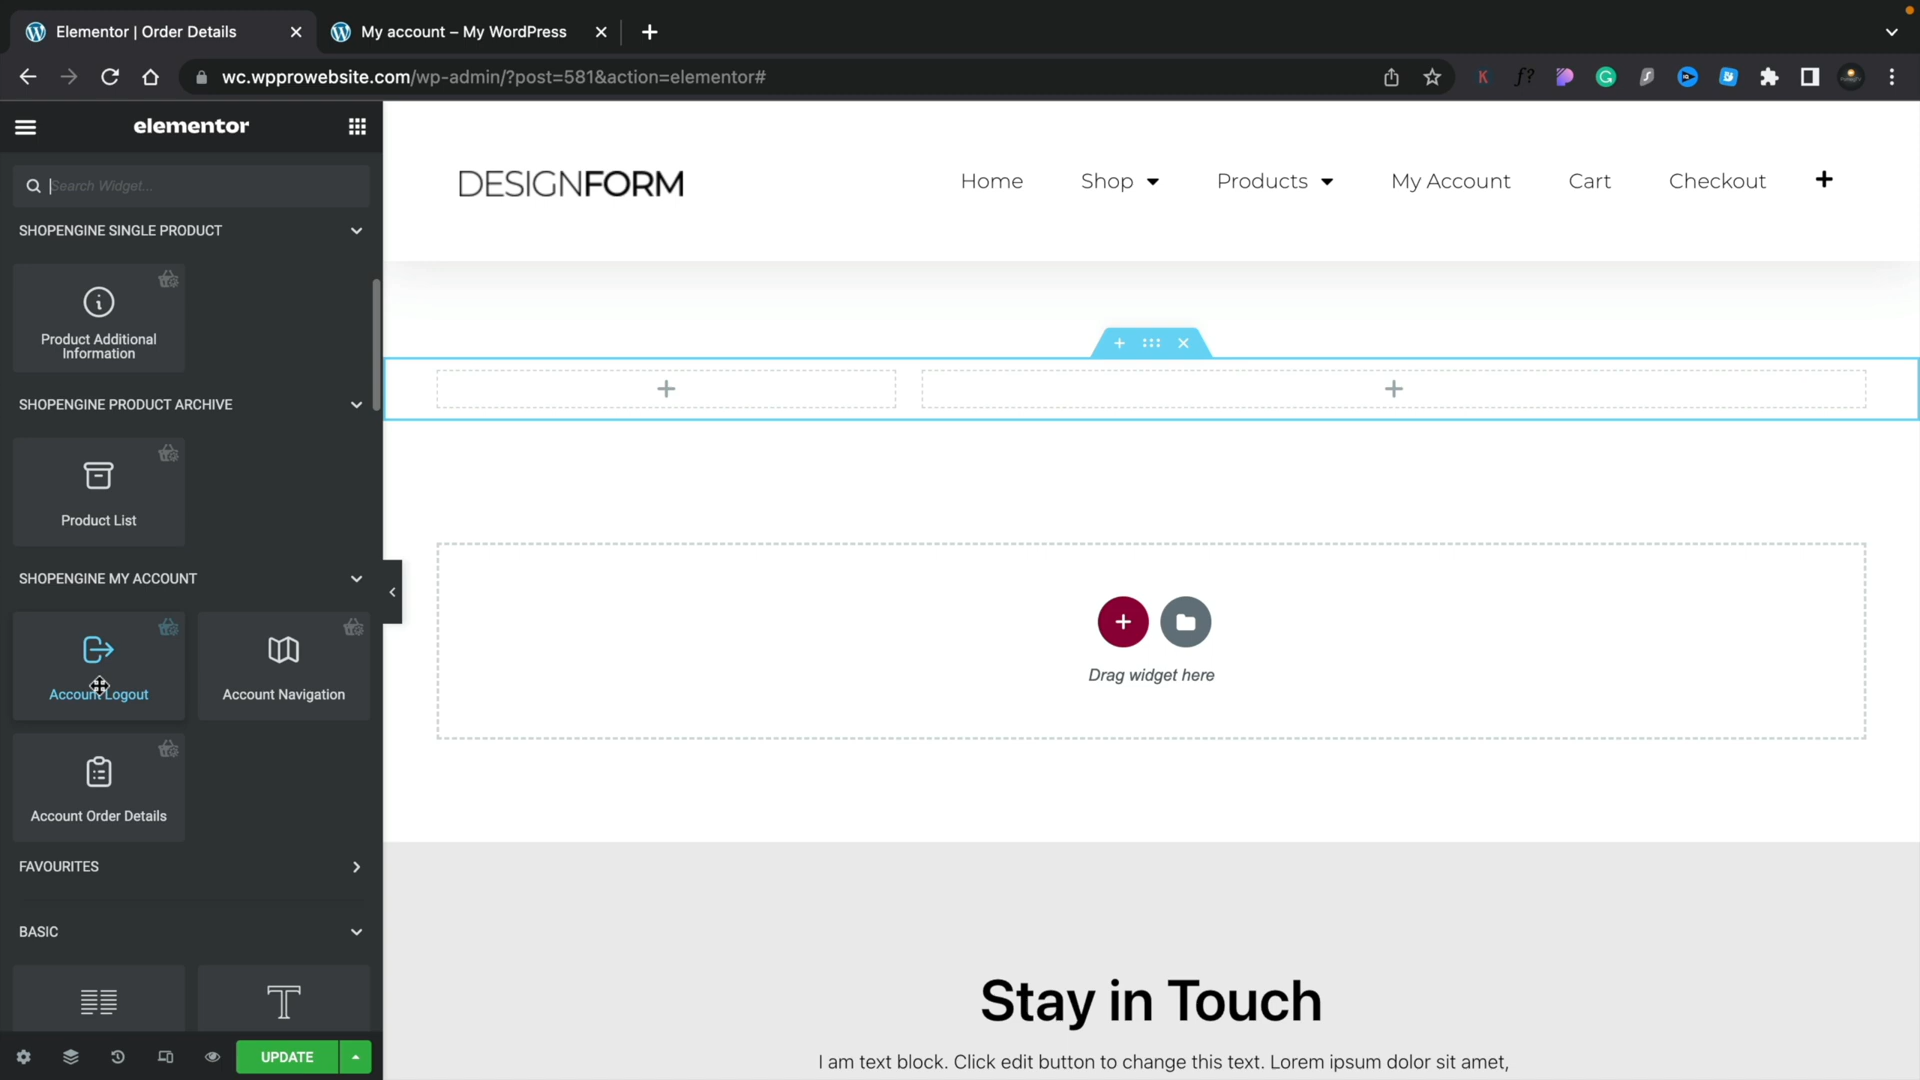 Elementor | Order Details
My account – My WordPress
wc.wpprowebsite.com/wp-admin/?post=581&action=elementor#
elementor
Search Widget...
SHOPENGINE SINGLE PRODUCT
Product Additional
Information
SHOPENGINE PRODUCT ARCHIVE
Product List
SHOPENGINE MY ACCOUNT
Account Logout
Account Navigation
Account Order Details
FAVOURITES
BASIC
UPDATE
DESIGNFORM
Home
Shop
Products
My Account
Cart
Checkout
Drag widget here
Stay in Touch
I am text block. Click edit button to change this text. Lorem ipsum dolor sit amet,